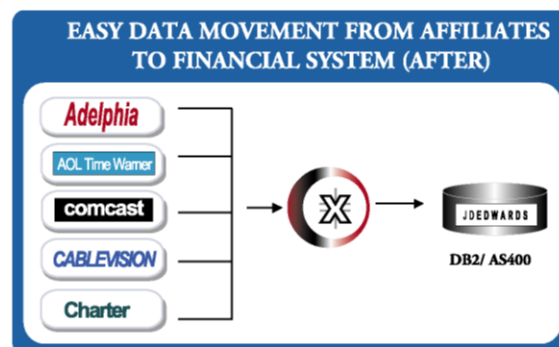 EASY DATA MOVEMENT FROM AFFILIATES
TO FINANCIAL SYSTEM (AFTER)
Adelphia
AOL Time Warner
comcast
CABLEVISION
Charter
X
JDEDWARDS
DB2/ AS400